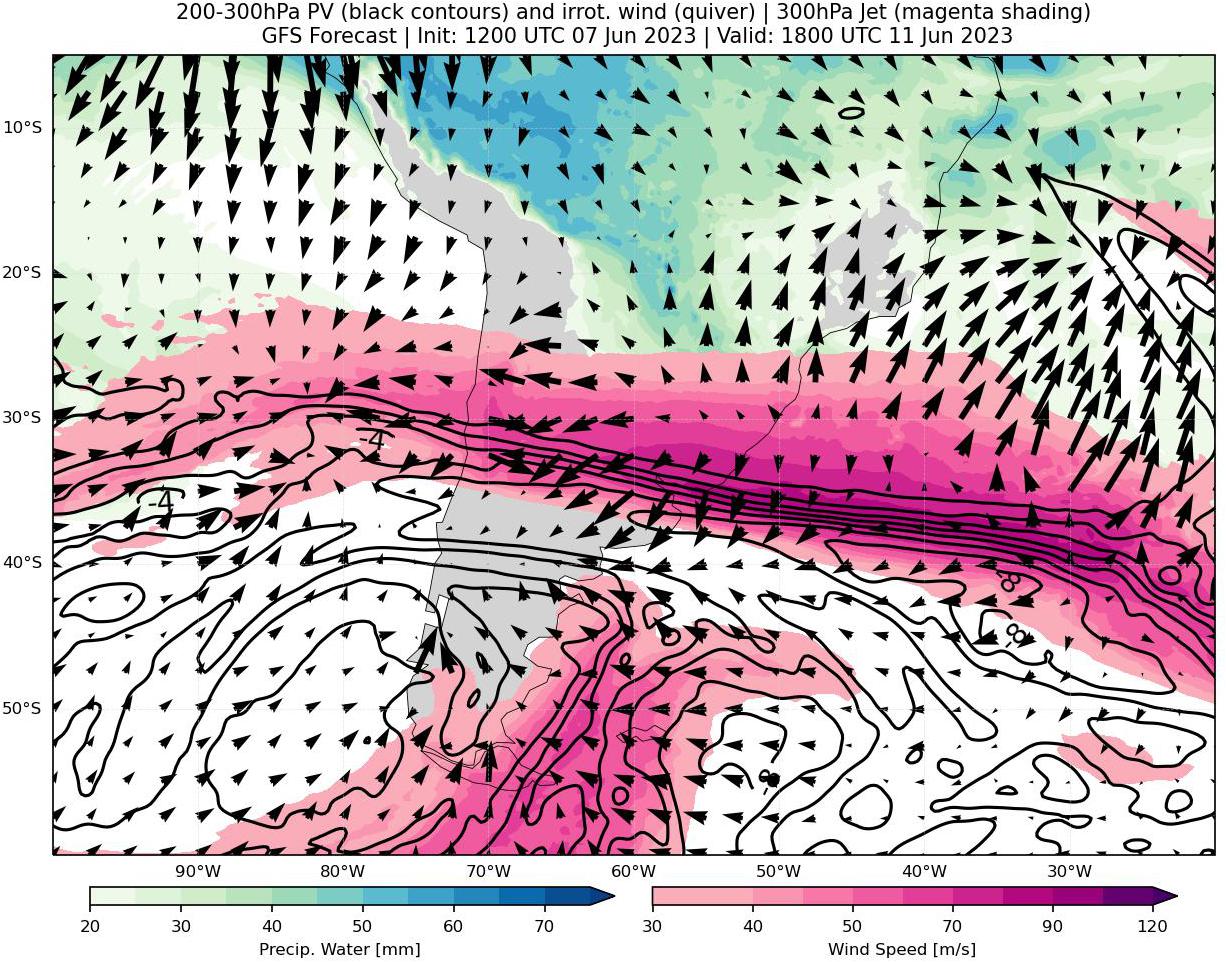 200-300hPa PV (black contours) and irrot. wind (quiver) | 300hPa Jet (magenta shading)
GFS Forecast | Init: 1200 UTC 07 Jun 2023 | Valid: 1800 UTC 11 Jun 2023
10°S
20°S
30°S
-4
-4
40°S
-8
-8
50°S
90°W 80°W 70°W 60°W 50°W 40°W 30°W
20 30 40 50 60 70
30 40 50 70 90 120
Precip. Water [mm]
Wind Speed [m/s]